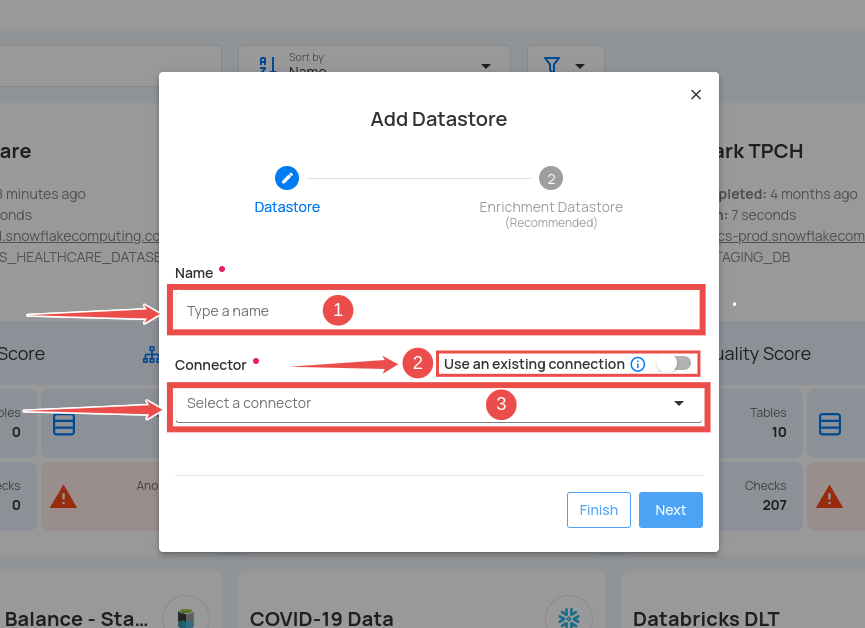 Sort by
Name
Add Datastore
are
ark TPCH
2
Datastore
Enrichment Datastore
(Recommended)
minutes ago
onds
l.snowflakecomputing.co
S_HEALTHCARE_DATASE
pleted: 4 months ago
n: 7 seconds
cs-prod.snowflakecom
TAGING_DB
Name
Type a name
1
Score
Connector
2
Use an existing connection
uality Score
Select a connector
3
bles
0
Tables
10
cks
0
Ano
Checks
207
Finish
Next
Balance - Sta...
COVID-19 Data
Databricks DLT